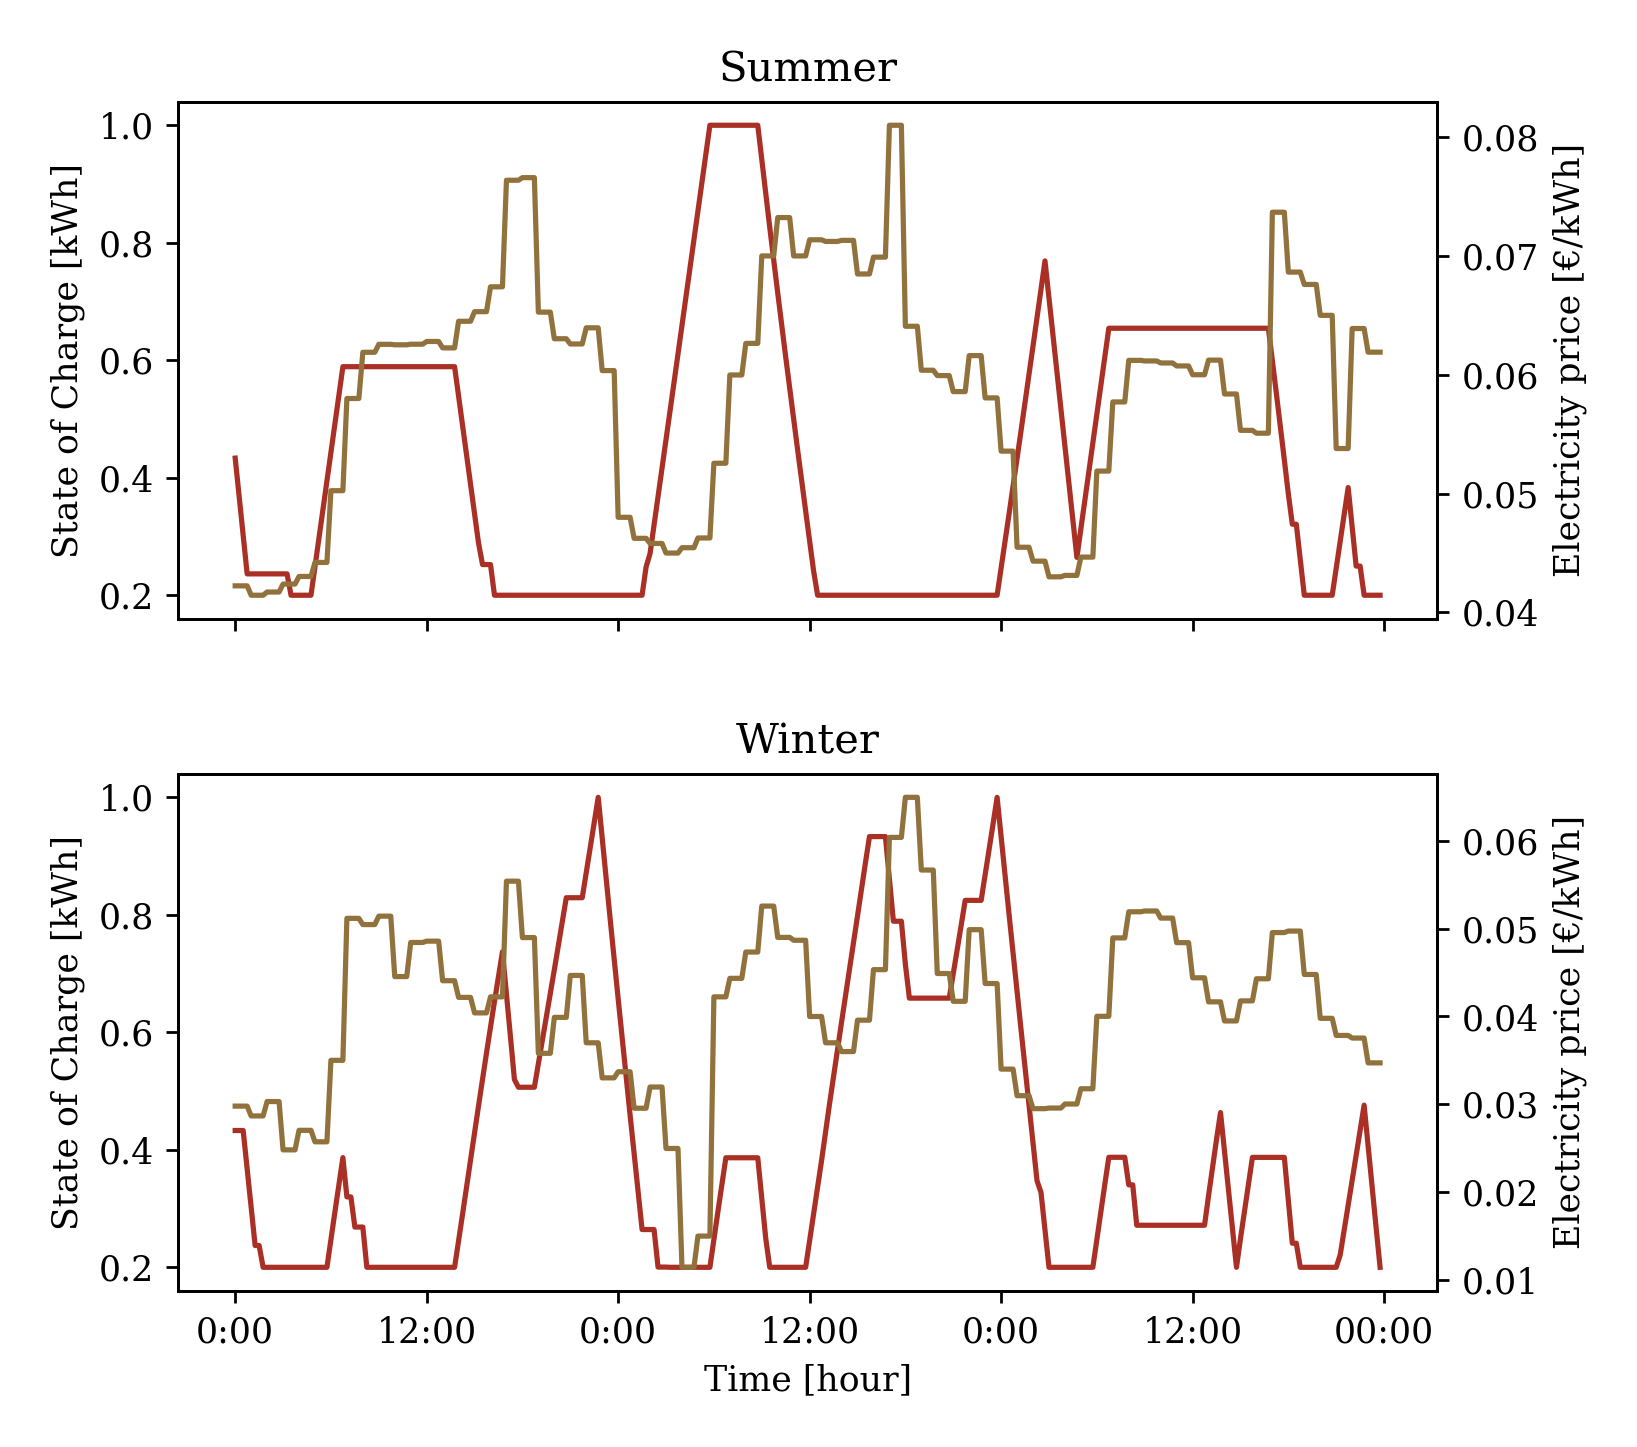 Summer
1.0
0.8
0.6
0.4
0.2
State of Charge [kWh]
0.08
0.07
0.06
0.05
0.04
Electricity price [€/kWh]
Winter
1.0
0.8
0.6
0.4
0.2
State of Charge [kWh]
0.06
0.05
0.04
0.03
0.02
0.01
Electricity price [€/kWh]
0:00 12:00 0:00 12:00 0:00 12:00 00:00
Time [hour]